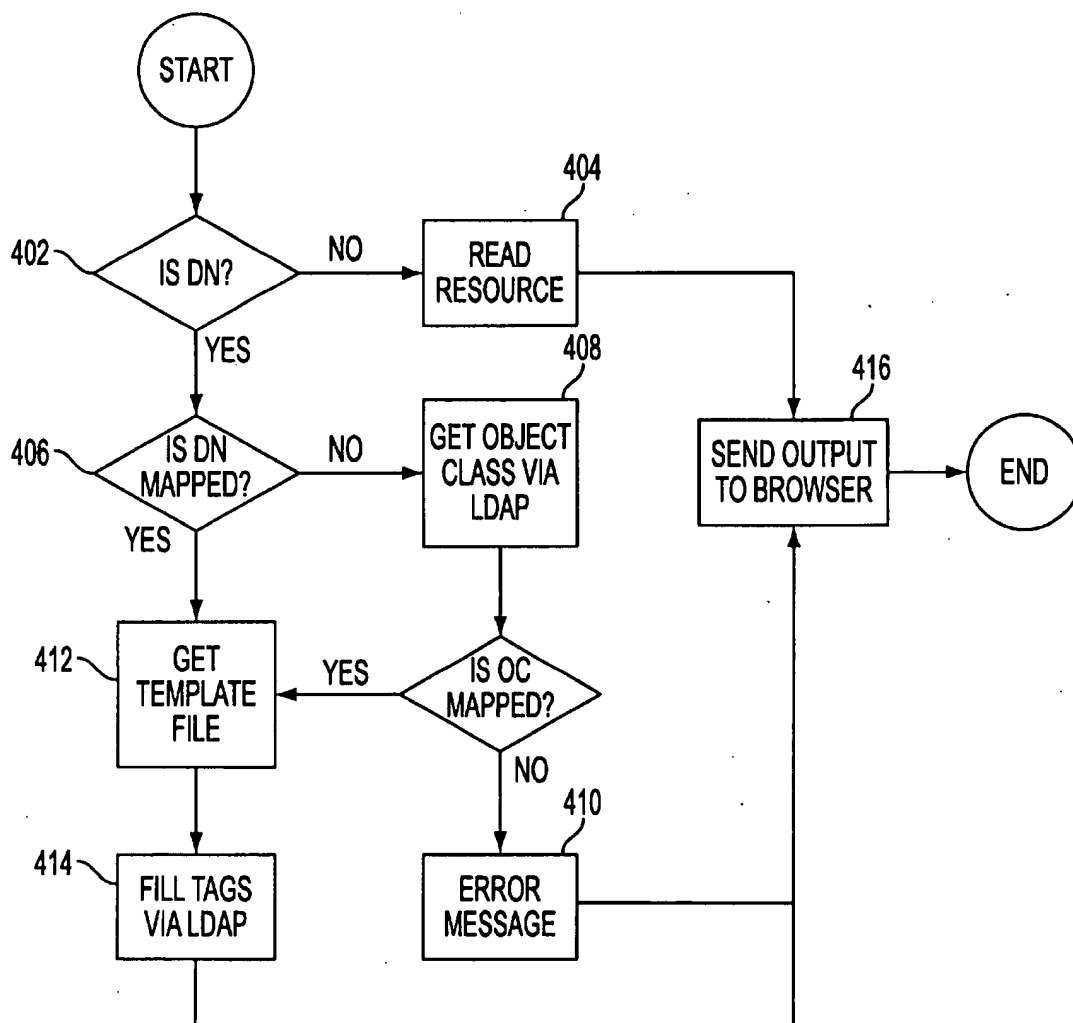 START
404
402
IS DN?
NO
READ
RESOURCE
YES
408
416
406
IS DN
MAPPED?
NO
GET OBJECT
CLASS VIA
LDAP
SEND OUTPUT
TO BROWSER
END
YES
412
GET
TEMPLATE
FILE
YES
IS OC
MAPPED?
NO
410
414
FILL TAGS
VIA LDAP
ERROR
MESSAGE